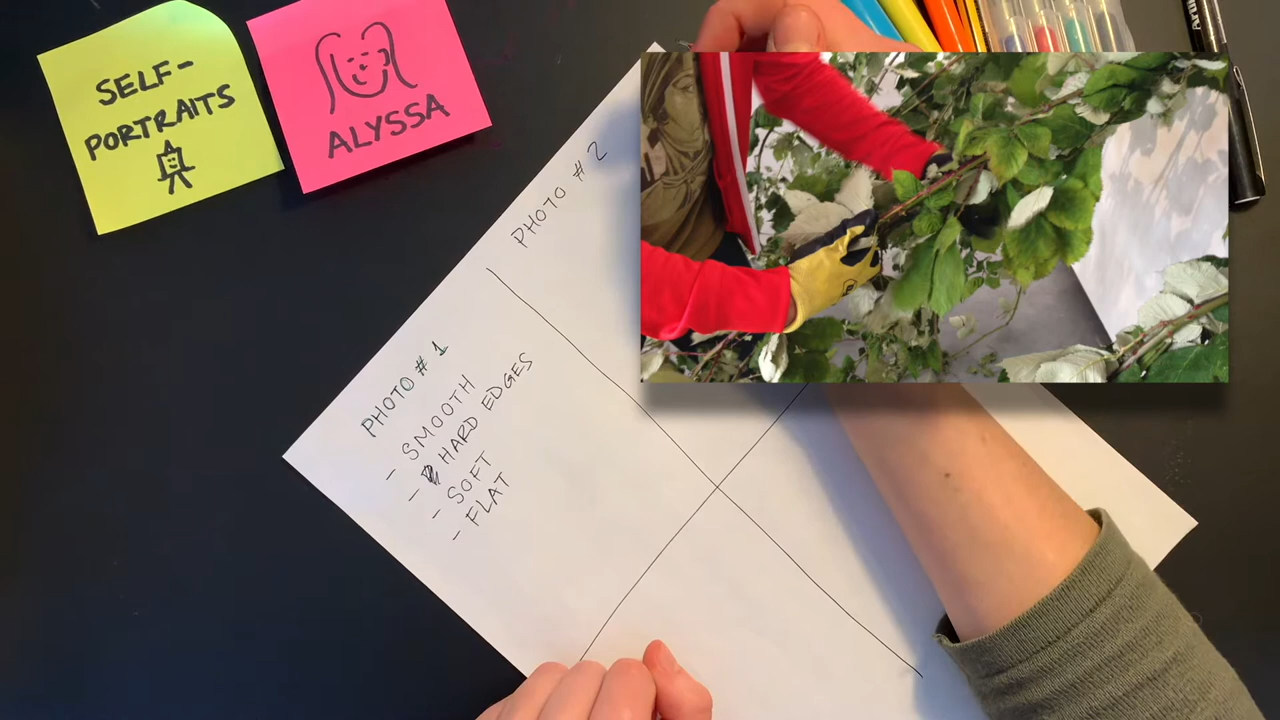 SELF-
PORTRAITS
ALYSSA
PHOTO # 1
- SMOOTH
- HARD EDGES
- SOFT
- FLAT
PHOTO # 2